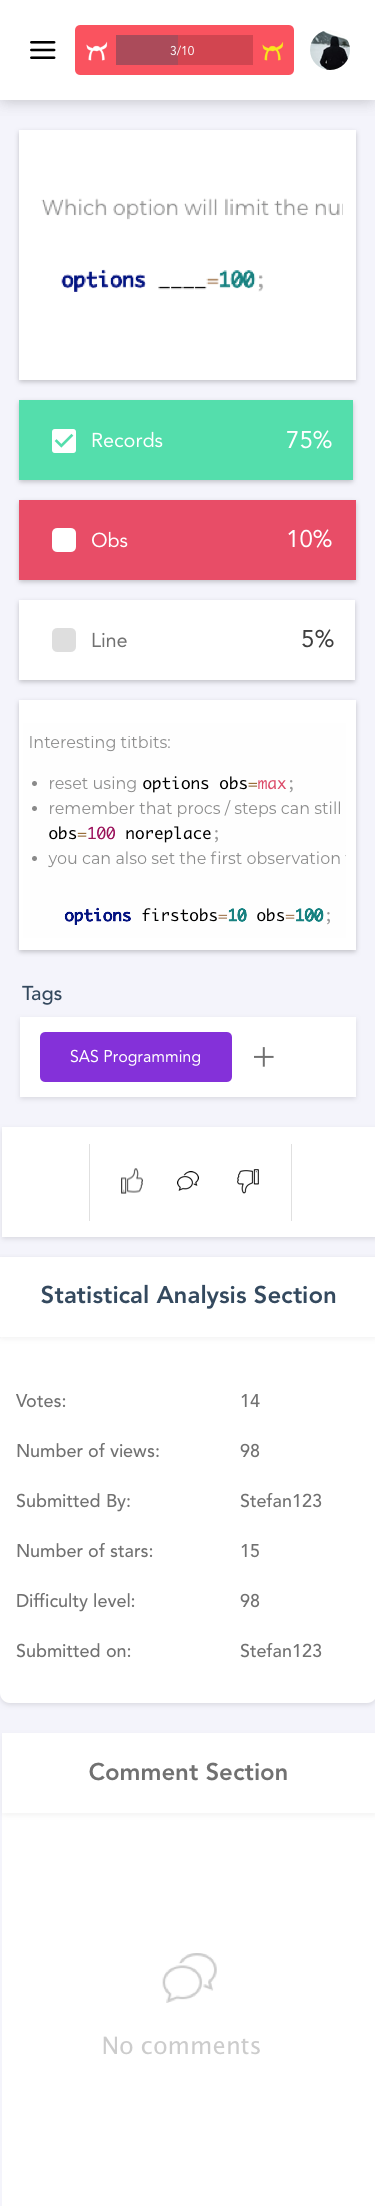 3/10
Which option will limit the nu
options ____=100;
Records 75%
Obs 10%
Line 5%
Interesting titbits:
• reset using options obs=max;
• remember that procs / steps can still
obs=100 noreplace;
• you can also set the first observation
options firstobs=10 obs=100;
Tags
SAS Programming
Statistical Analysis Section
Votes: 14
Number of views: 98
Submitted By: Stefan123
Number of stars: 15
Difficulty level: 98
Submitted on: Stefan123
Comment Section
No comments